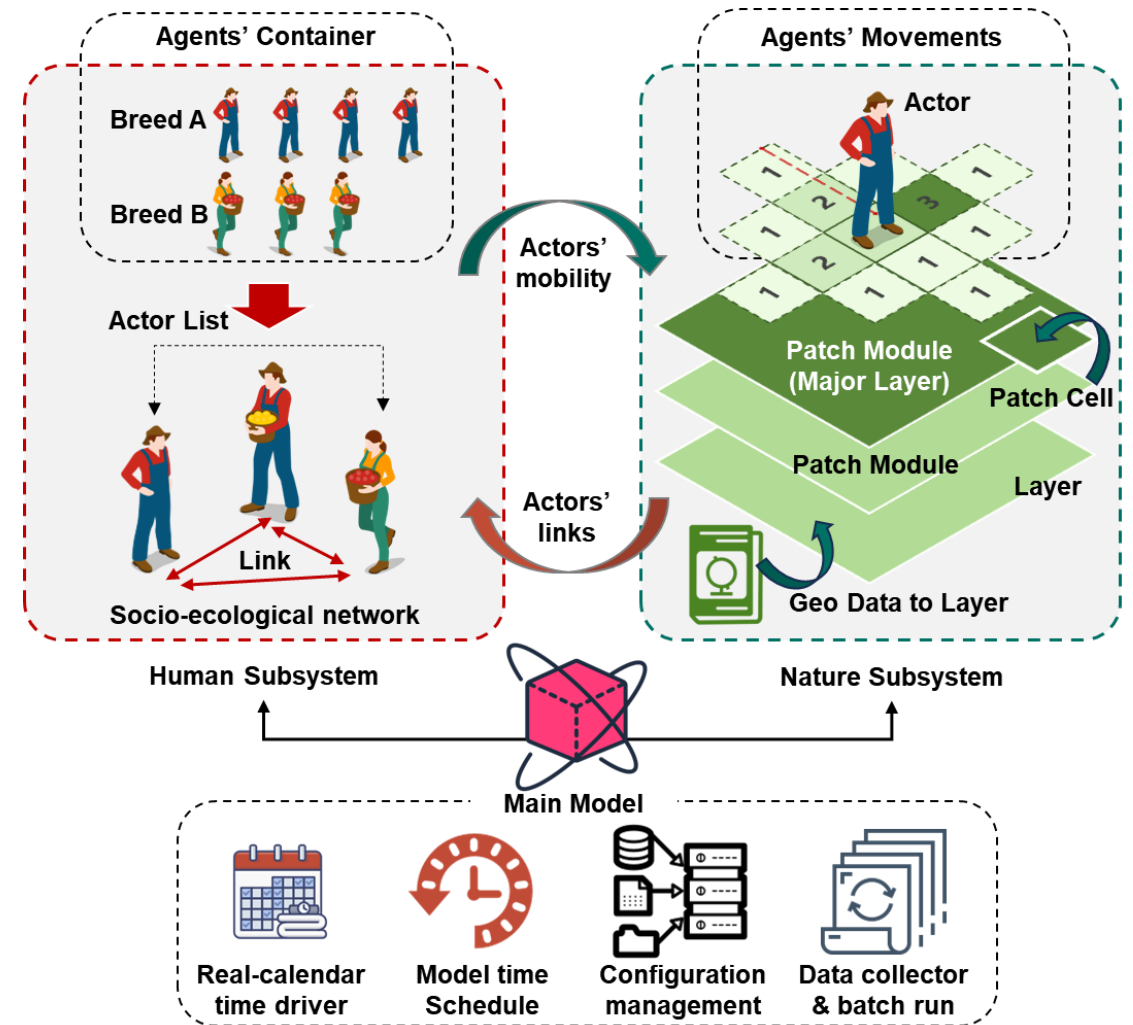 Agents’ Container
Breed A
Breed B
Actor List
Link
Socio-ecological network
Human Subsystem
Actors’
mobility
Actors’
links
Agents’ Movements
Actor
1
1
2
3
1
2
1
1
1
1
Patch Module
(Major Layer)
Patch Cell
Patch Module
Layer
Geo Data to Layer
Nature Subsystem
Main Model
Real-calendar
time driver
Model time
Schedule
Configuration
management
Data collector
& batch run